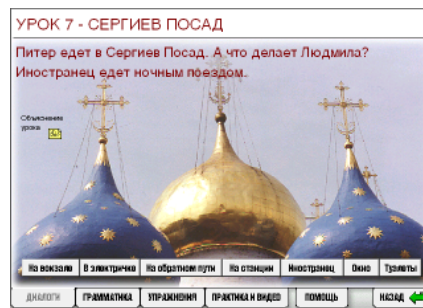 УРОК 7 - СЕРГИЕВ ПОСАД
Питер едет в Сергиев Посад. А что делает Людмила?
Иностранец едет ночным поездом.
Объяснение
урока
На вокзале В электричке На обратном пути На станции Иностранец Окно Туалеты
ДИАЛОГИ ГРАММАТИКА УПРАЖНЕНИЯ ПРАКТИКА И ВИДЕО ПОМОЩЬ НАЗАД